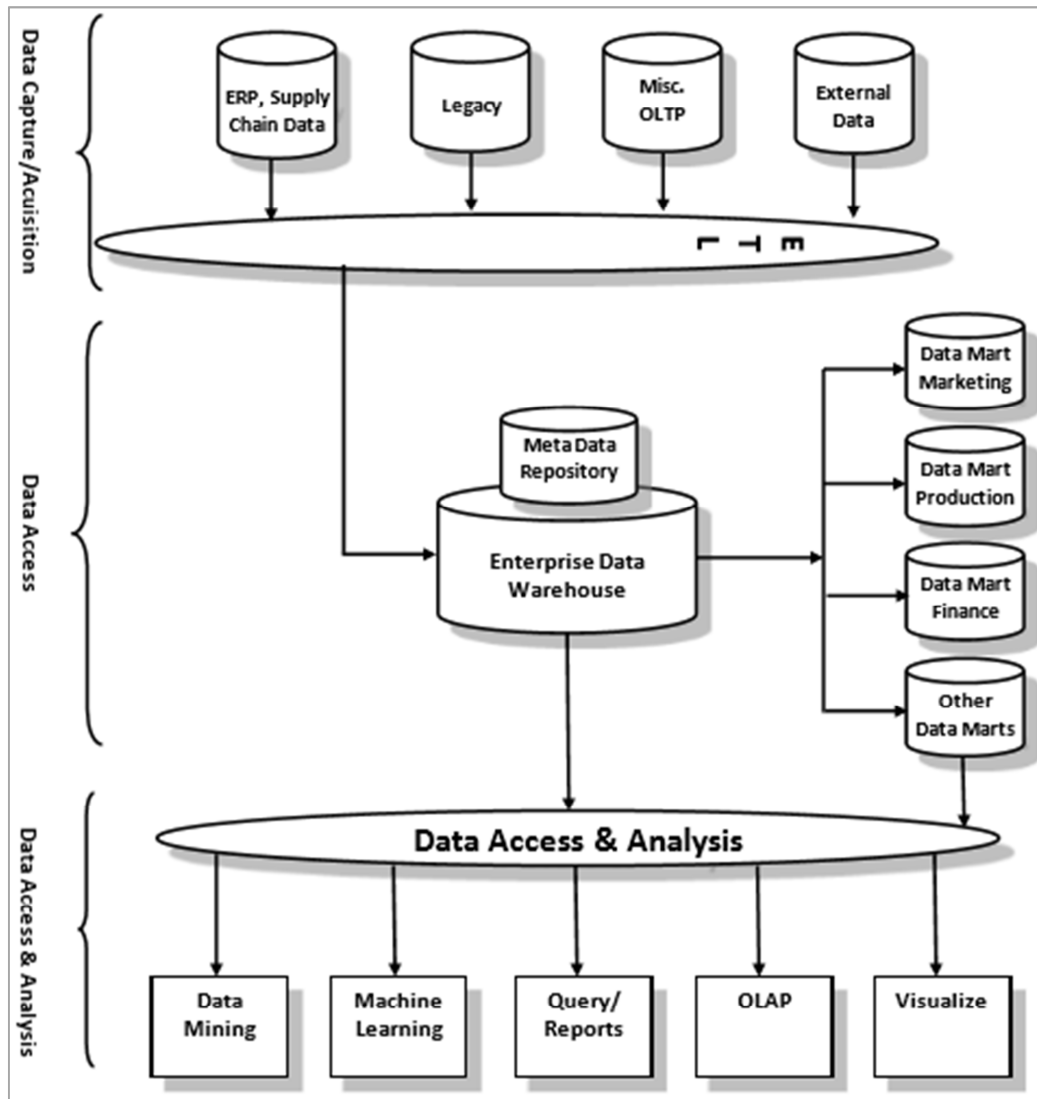 Data Capture/Acuisition
ERP, Supply
Chain Data
Legacy
Misc.
OLTP
External
Data
E T L
Data Access
Data Mart
Marketing
Meta Data
Repository
Data Mart
Production
Enterprise Data
Warehouse
Data Mart
Finance
Other
Data Marts
Data Access & Analysis
Data Access & Analysis
Data
Mining
Machine
Learning
Query/
Reports
OLAP
Visualize